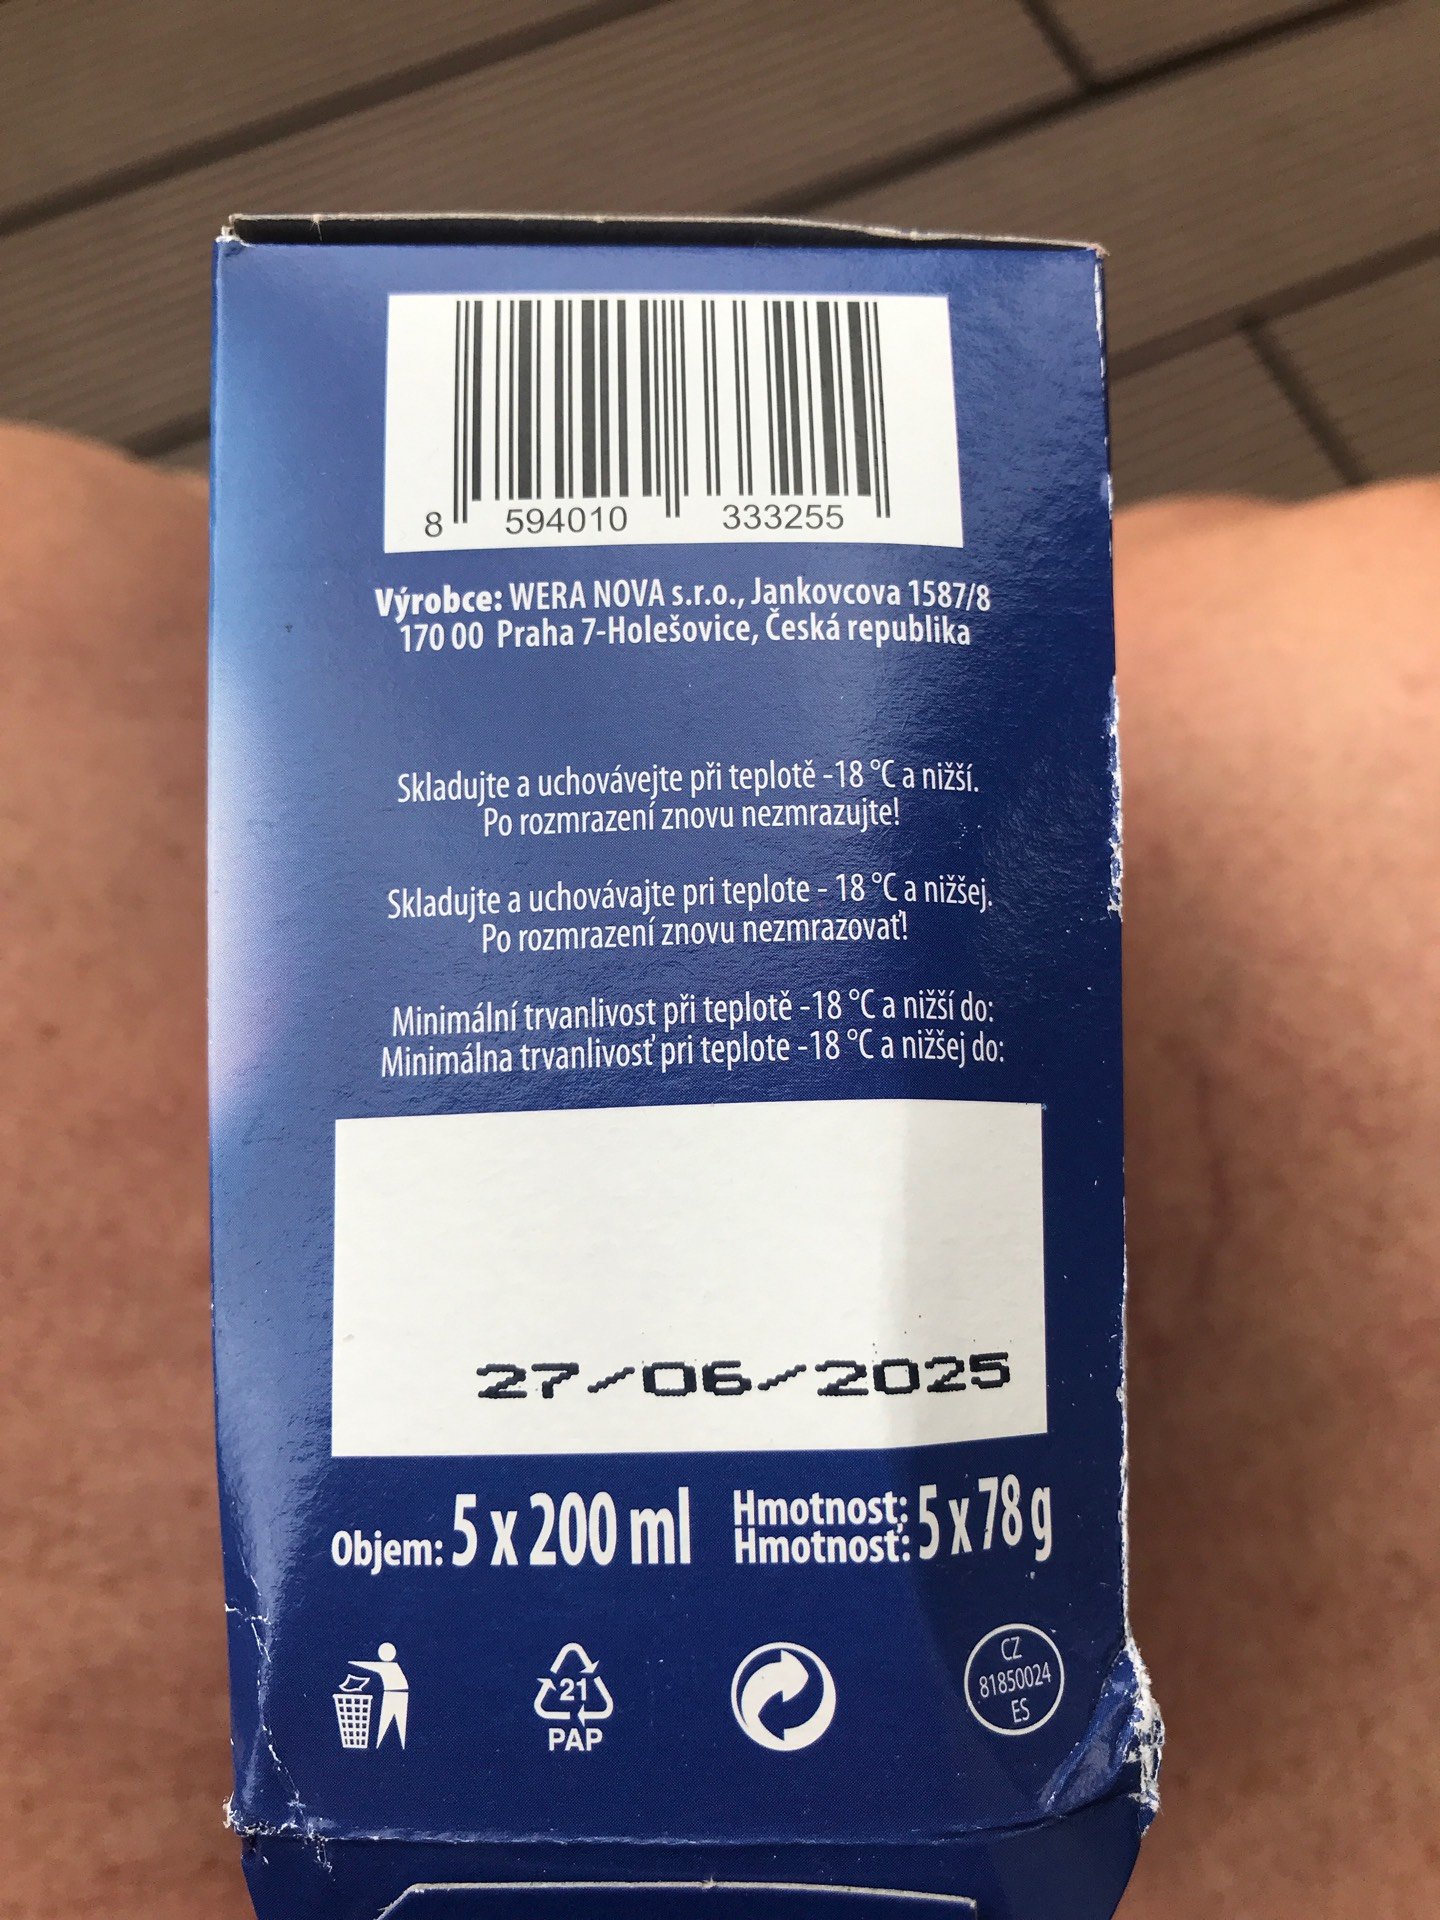 8 594010 333255
Výrobce: WERA NOVA s.r.o., Jankovcova 1587/8
170 00 Praha 7-Holešovice, Česká republika
Skladujte a uchovávejte při teplotě -18 °C a nižší.
Po rozmrazení znovu nezmrazujte!
Skladujte a uchovávajte pri teplote - 18 °C a nižšej.
Po rozmrazení znovu nezmrazovať!
Minimální trvanlivost při teplotě -18 °C a nižší do:
Minimálna trvanlivosť pri teplote -18 °C a nižšej do:
27/06/2025
Objem: 5 x 200 ml
Hmotnost:
Hmotnosť: 5 x 78 g
21
PAP
CZ
81850024
ES